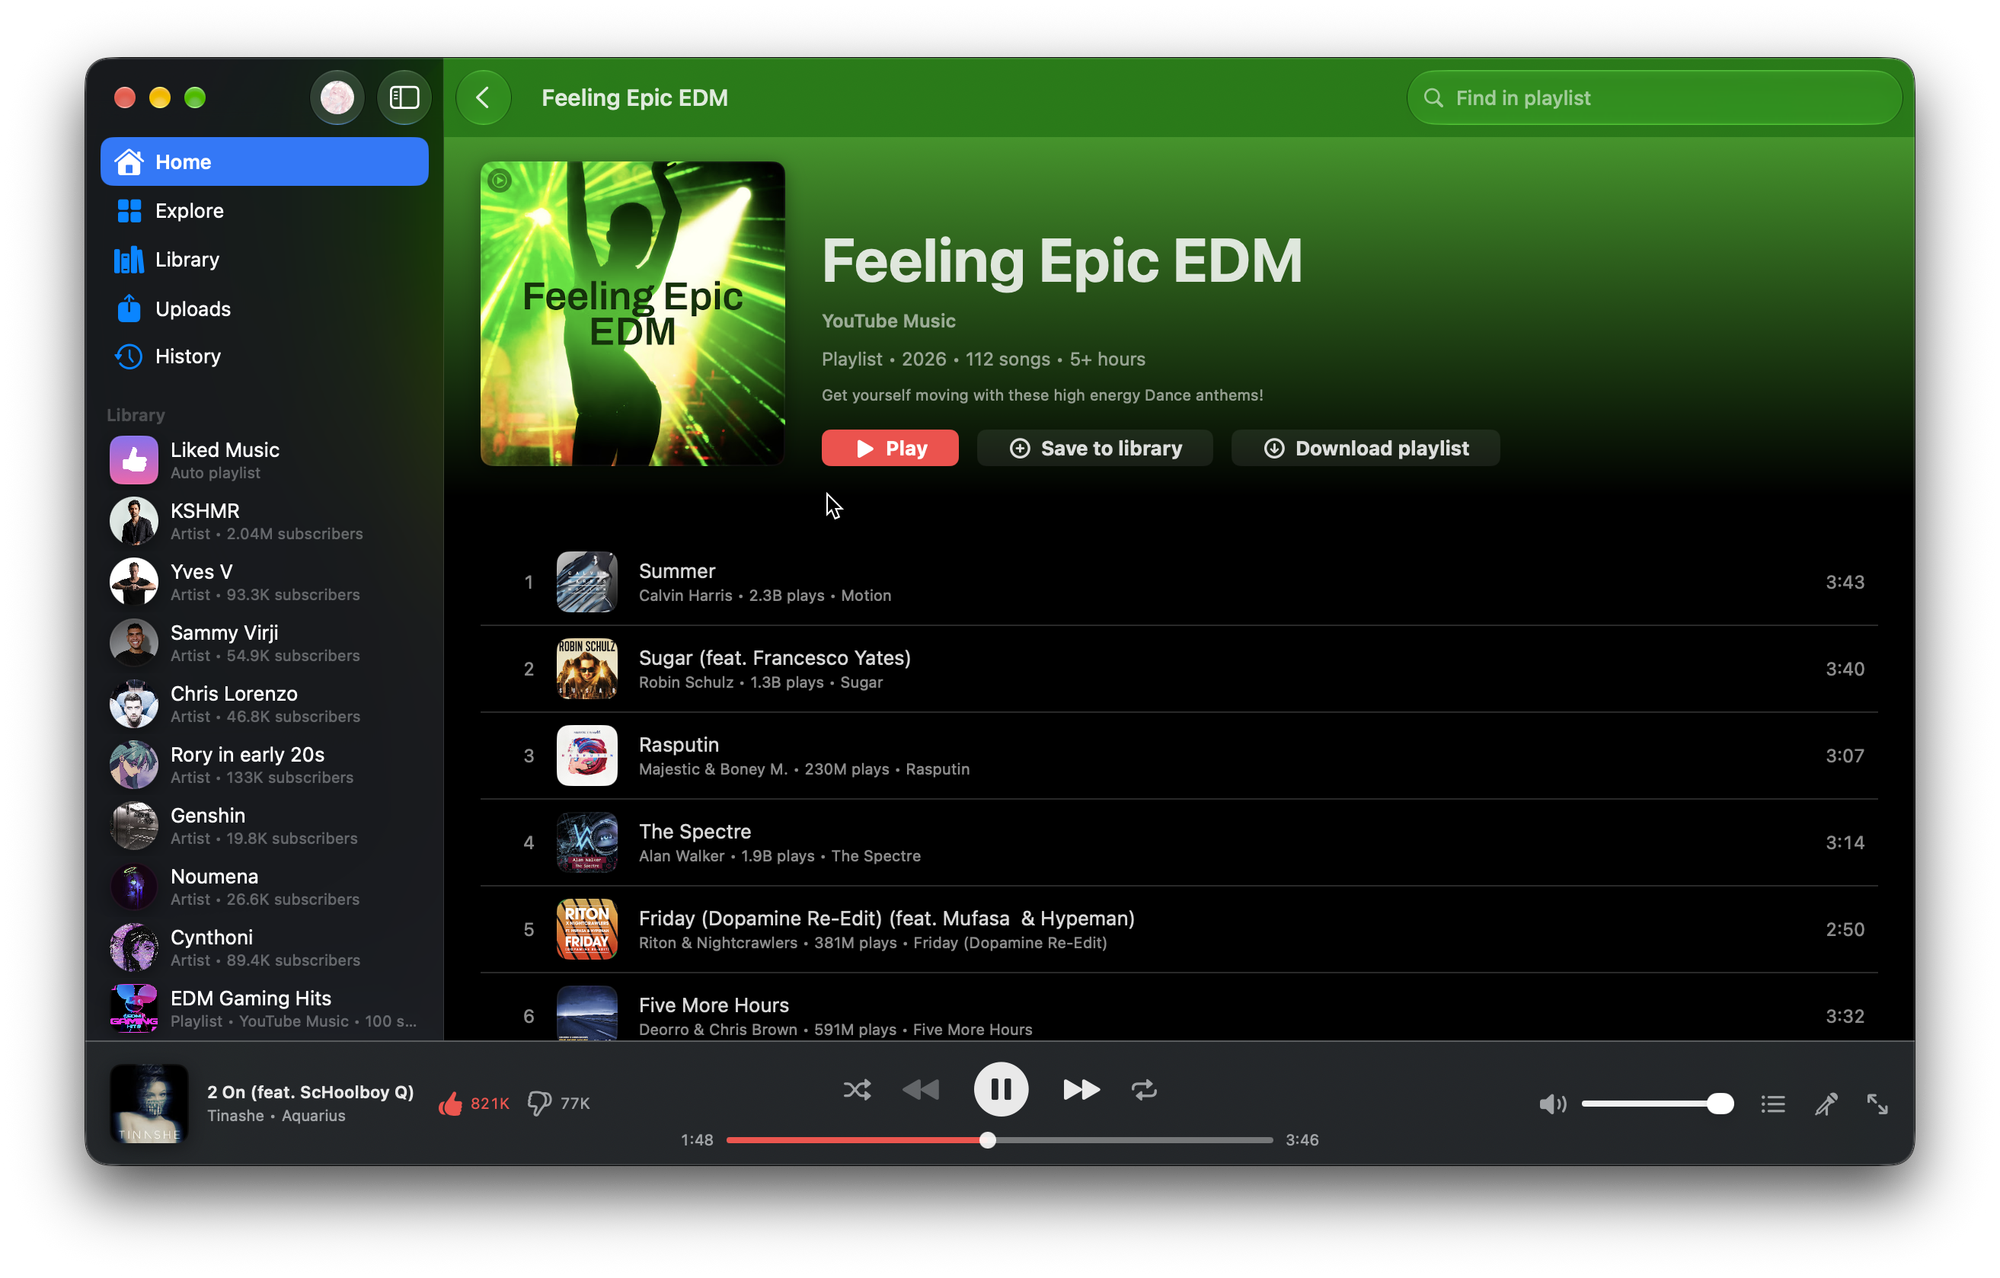 Feeling Epic EDM
Find in playlist
Home
Explore
Library
Uploads
History
Library
Liked Music
Auto playlist
KSHMR
Artist • 2.04M subscribers
Yves V
Artist • 93.3K subscribers
Sammy Virji
Artist • 54.9K subscribers
Chris Lorenzo
Artist • 46.8K subscribers
Rory in early 20s
Artist • 133K subscribers
Genshin
Artist • 19.8K subscribers
Noumena
Artist • 26.6K subscribers
Cynthoni
Artist • 89.4K subscribers
EDM Gaming Hits
Playlist • YouTube Music • 100 s...
Feeling Epic
EDM
Feeling Epic EDM
YouTube Music
Playlist • 2026 • 112 songs • 5+ hours
Get yourself moving with these high energy Dance anthems!
Play
Save to library
Download playlist
1
Summer
Calvin Harris • 2.3B plays • Motion
3:43
2
ROBIN SCHULZ
Sugar (feat. Francesco Yates)
Robin Schulz • 1.3B plays • Sugar
3:40
3
Rasputin
Majestic & Boney M. • 230M plays • Rasputin
3:07
4
Alan Walker
The Spectre
The Spectre
Alan Walker • 1.9B plays • The Spectre
3:14
5
RITON
FRIDAY
Friday (Dopamine Re-Edit) (feat. Mufasa  & Hypeman)
Riton & Nightcrawlers • 381M plays • Friday (Dopamine Re-Edit)
2:50
6
Five More Hours
Deorro & Chris Brown • 591M plays • Five More Hours
3:32
TINASHE
2 On (feat. ScHoolboy Q)
Tinashe • Aquarius
821K
77K
1:48
3:46